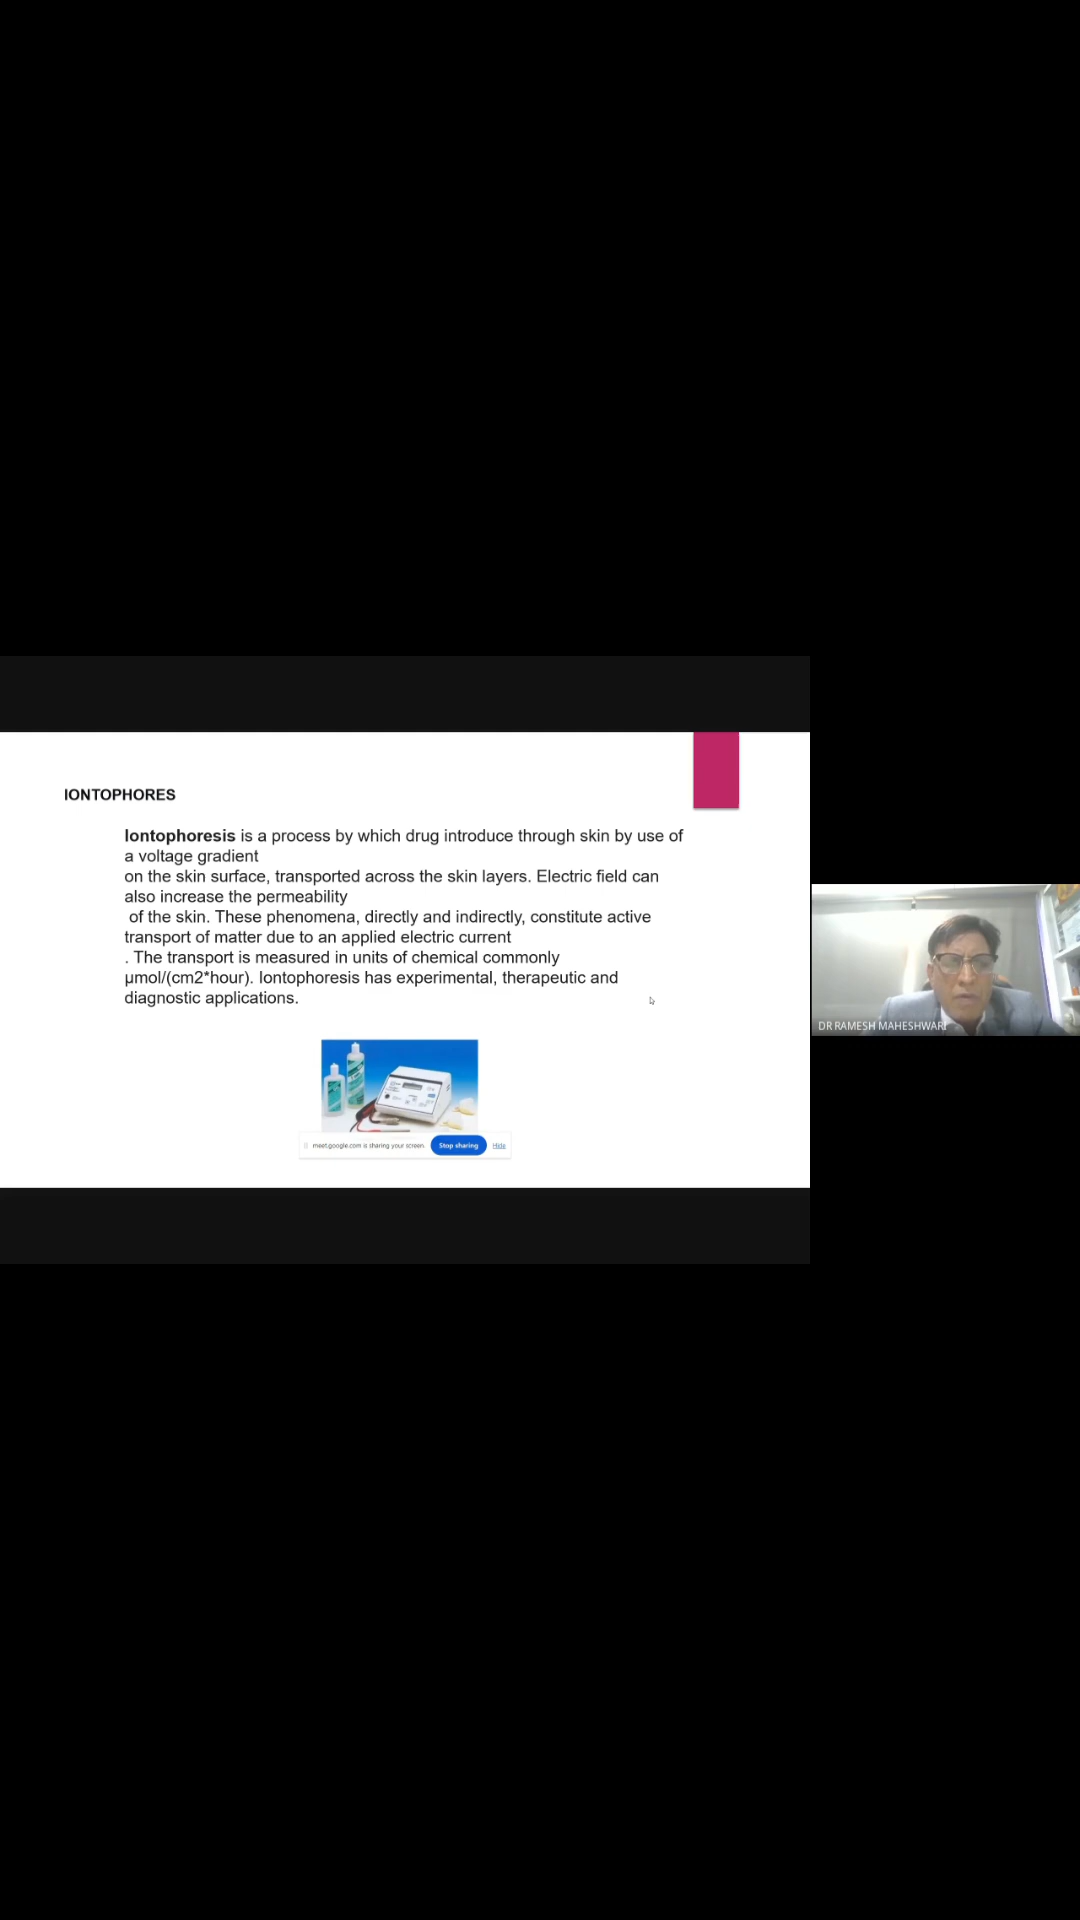 IONTOPHORES
Iontophoresis is a process by which drug introduce through skin by use of
a voltage gradient
on the skin surface, transported across the skin layers. Electric field can
also increase the permeability
of the skin. These phenomena, directly and indirectly, constitute active
transport of matter due to an applied electric current
. The transport is measured in units of chemical commonly
µmol/(cm2*hour). Iontophoresis has experimental, therapeutic and
diagnostic applications.
meet.google.com is sharing your screen.
Stop sharing
Hide
DR RAMESH MAHESHWARI